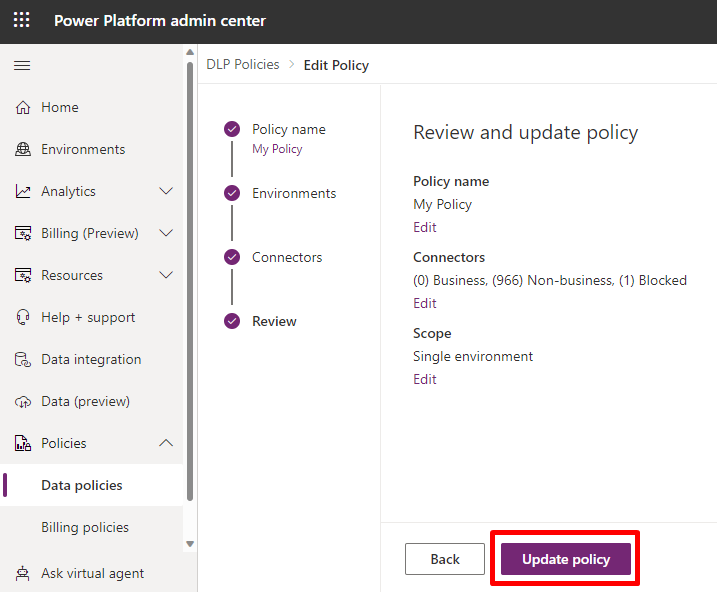 Power Platform admin center
DLP Policies > Edit Policy
Home
Environments
Analytics
Billing (Preview)
Resources
Help + support
Data integration
Data (preview)
Policies
Data policies
Billing policies
Ask virtual agent
Policy name
My Policy
Environments
Connectors
Review
Review and update policy
Policy name
My Policy
Edit
Connectors
(0) Business, (966) Non-business, (1) Blocked
Edit
Scope
Single environment
Edit
Back
Update policy